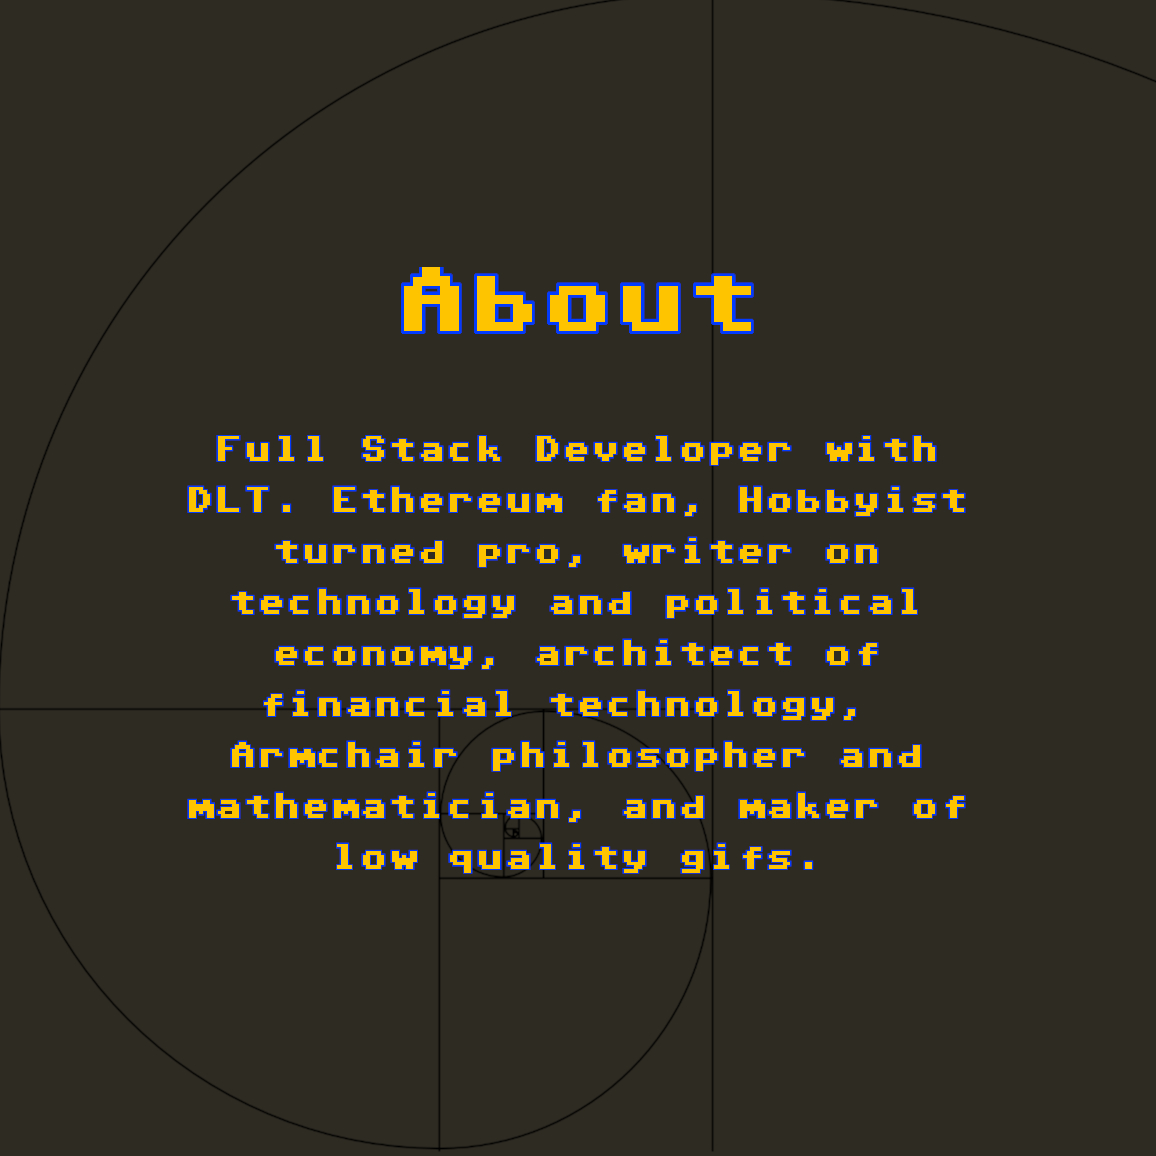 About
Full Stack Developer with
DLT. Ethereum fan, Hobbyist
turned pro, writer on
technology and political
economy, architect of
financial technology,
Armchair philosopher and
mathematician, and maker of
low quality gifs.